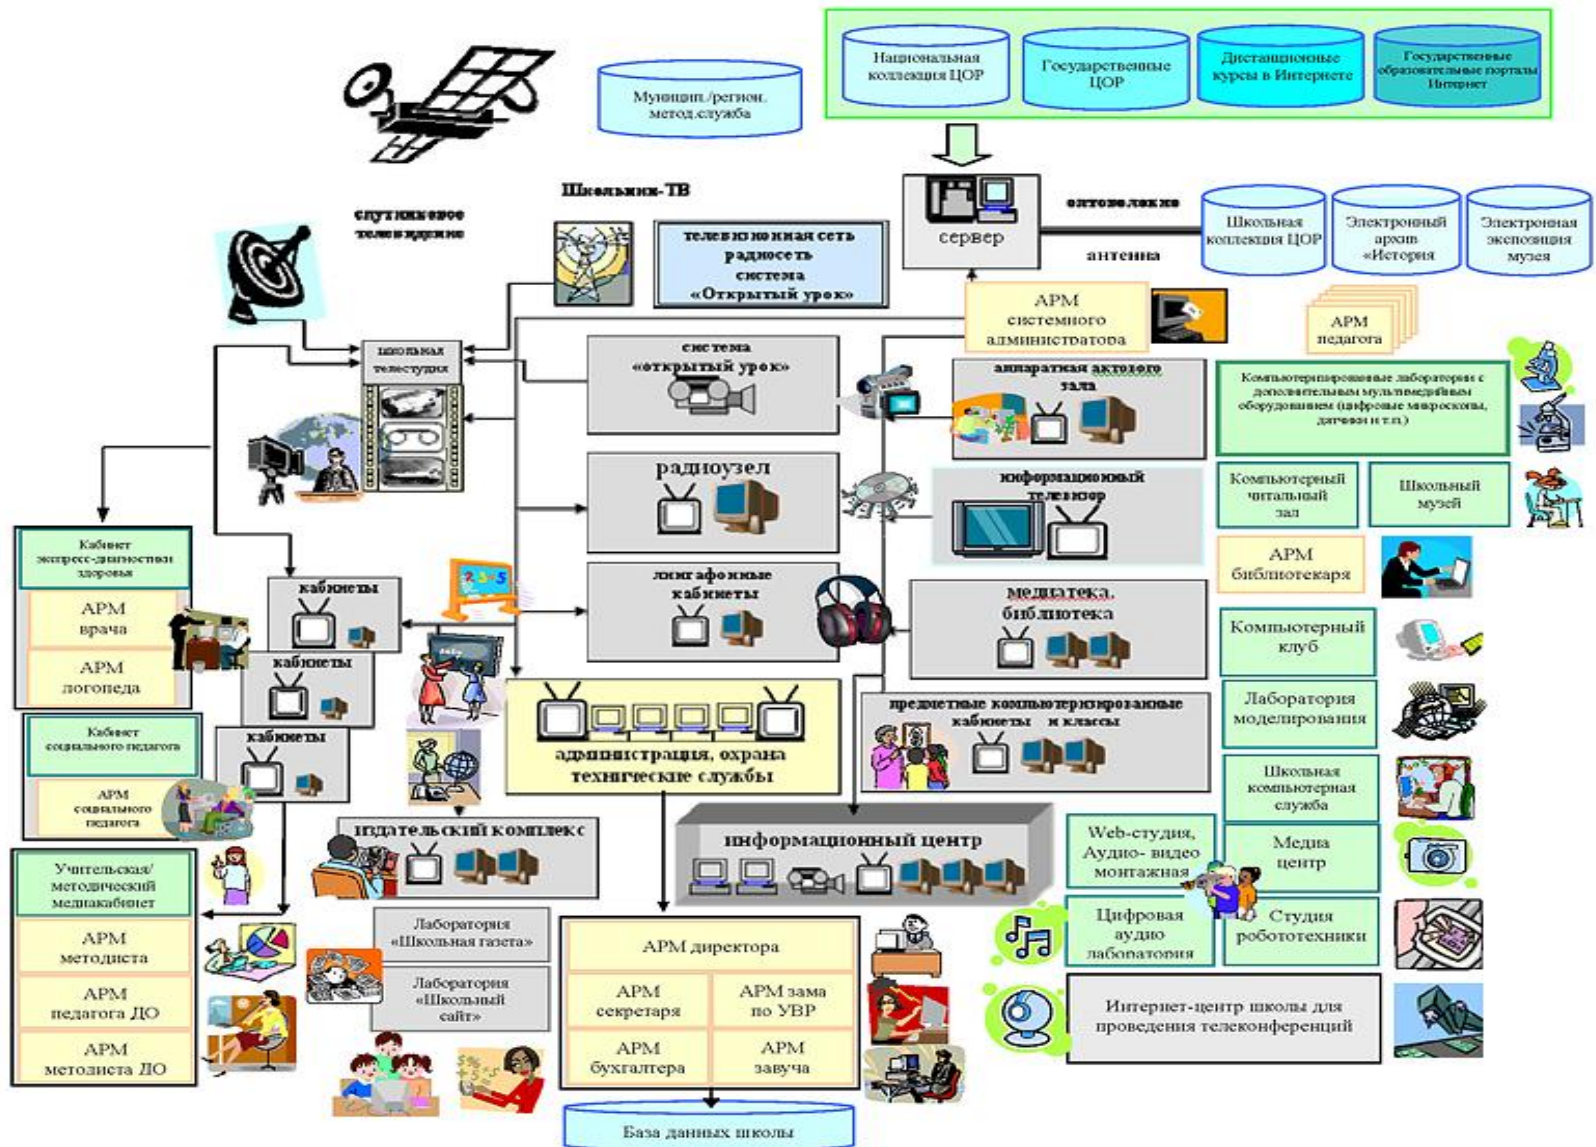 Национальная
коллекция ЦОР
Государственные
ЦОР
Дистанционные
курсы в Интернете
Государственные
образовательные порталы
Интернет
Муницип./регион.
метод.служба
Школьник-ТВ
спутниковое
телевидение
телевизионная сеть
радиосеть
система
«Открытый урок»
сервер
оптоволокно
антенна
Школьная
коллекция ЦОР
Электронный
архив
«История
Электронная
экспозиция
музея
АРМ
системного
администратора
АРМ
педагога
школьная
телестудия
система
«открытый урок»
аппаратная актового
зала
Компьютеризированные лаборатории с
дополнительным мультимедийным
оборудованием (цифровые микроскопы,
датчики и т.п.)
радиоузел
информационный
телевизор
Компьютерный
читальный
зал
Школьный
музей
Кабинет
экспресс-диагностики
здоровья
АРМ
врача
АРМ
логопеда
кабинеты
кабинеты
кабинеты
лингафонные
кабинеты
медиатека,
библиотека
АРМ
библиотекаря
Компьютерный
клуб
Лаборатория
моделирования
Кабинет
социального педагога
АРМ
социального
педагога
администрация, охрана
технические службы
предметные компьютеризированные
кабинеты и классы
Школьная
компьютерная
служба
издательский комплекс
информационный центр
Web-студия,
Аудио- видео
монтажная
Медиа
центр
Учительская/
методический
медиакабинет
АРМ
методиста
АРМ
педагога ДО
АРМ
методиста ДО
Лаборатория
«Школьная газета»
Лаборатория
«Школьный
сайт»
АРМ директора
АРМ
секретаря
АРМ зама
по УВР
АРМ
бухгалтера
АРМ
завуча
Цифровая
аудио
лаборатория
Студия
робототехники
Интернет-центр школы для
проведения телеконференций
База данных школы